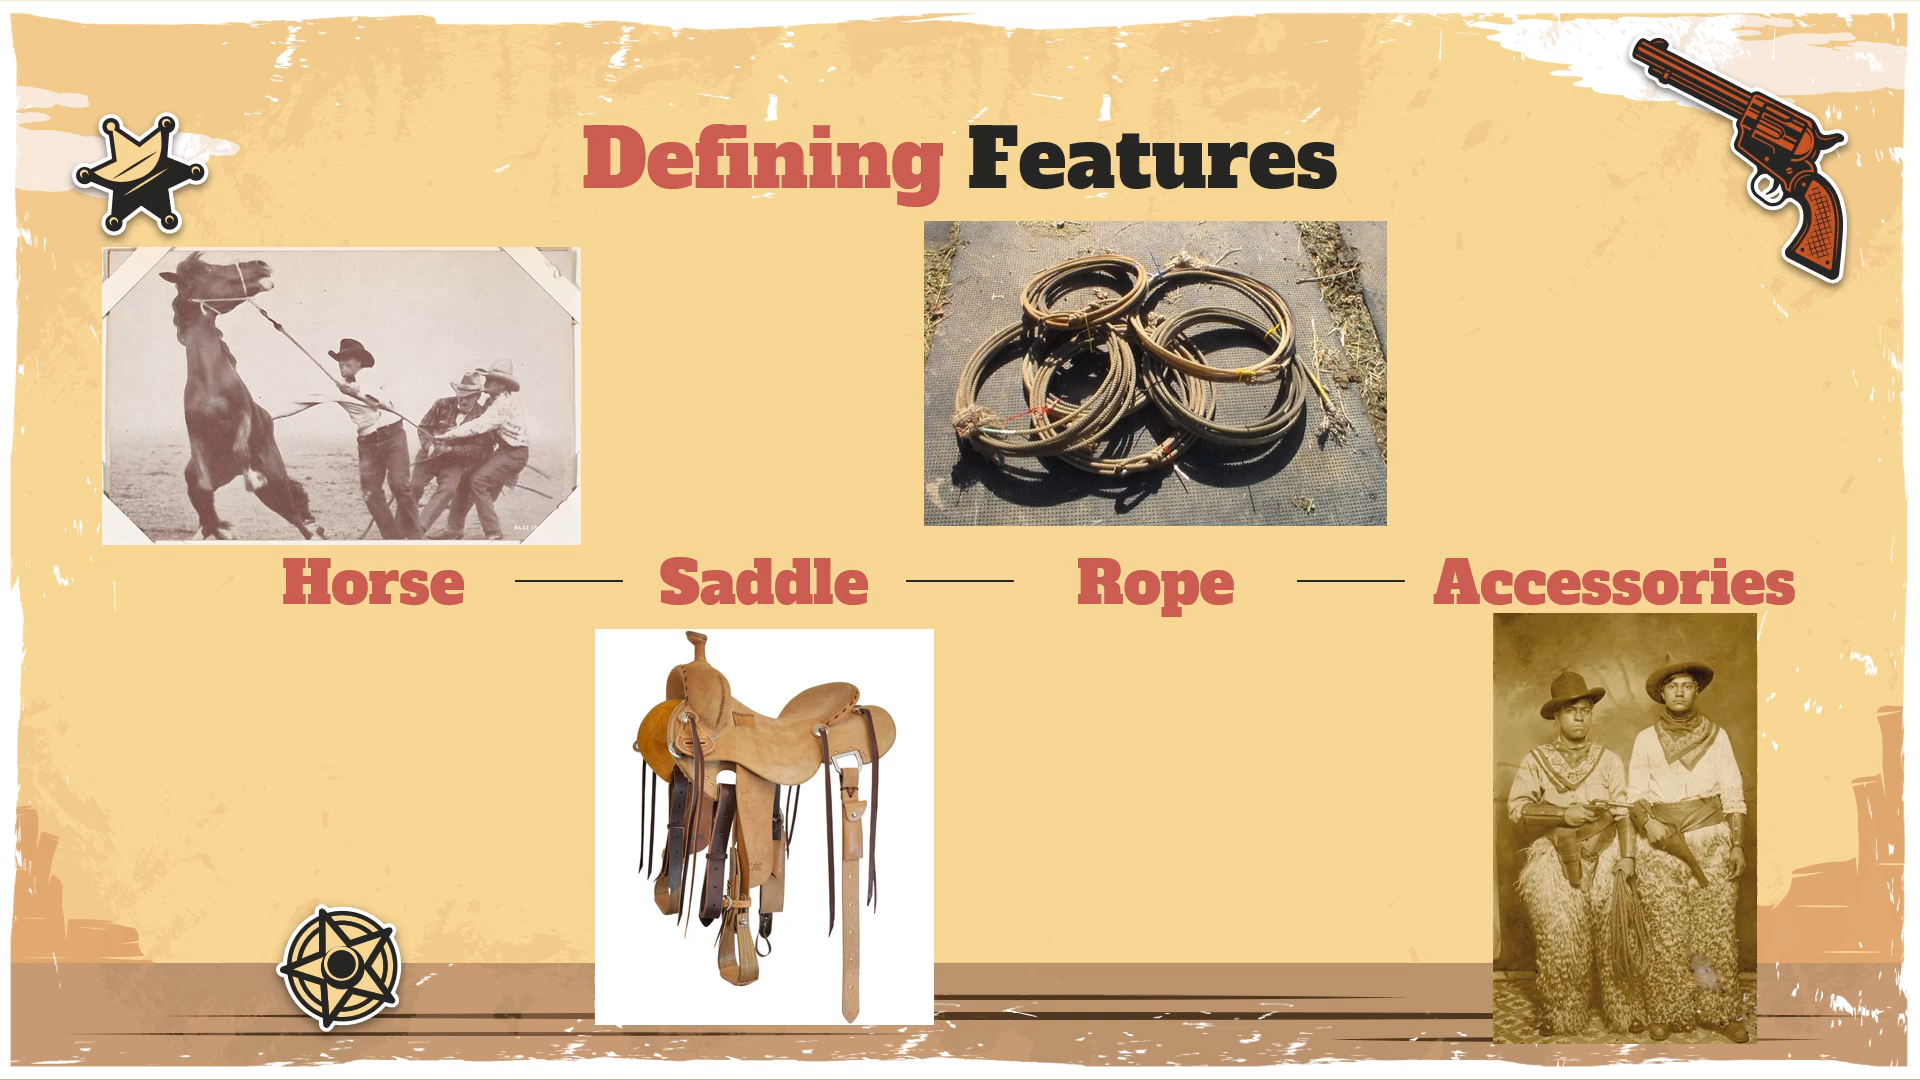 Defining Features
Horse
Saddle
Rope
Accessories